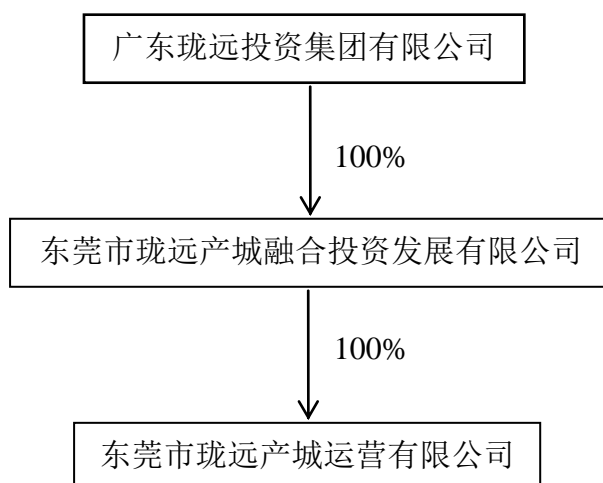 广东珑远投资集团有限公司
100%
东莞市珑远产城融合投资发展有限公司
100%
东莞市珑远产城运营有限公司